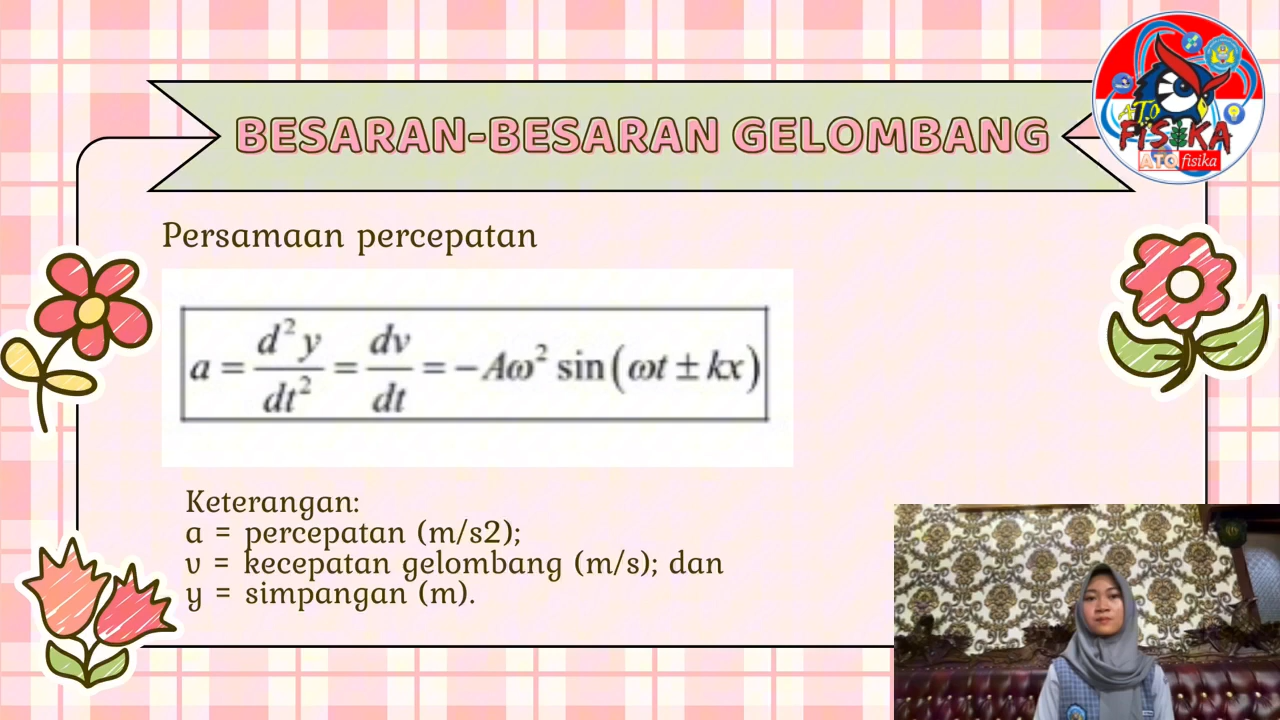 BESARAN-BESARAN GELOMBANG
ATO
FISIKA
ATO fisika
Persamaan percepatan
a = d²y/dt² = dv/dt = −Aω² sin(ωt ± kx)
Keterangan:
a = percepatan (m/s2);
v = kecepatan gelombang (m/s); dan
y = simpangan (m).